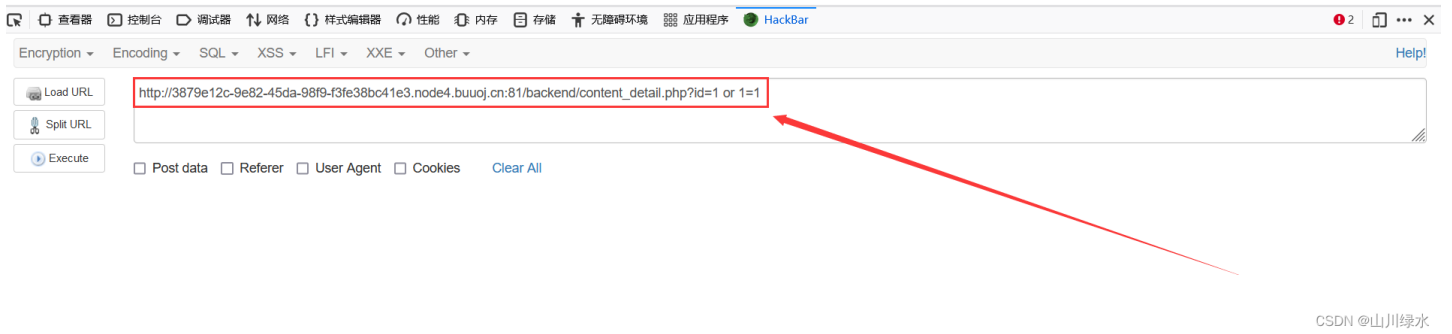 查看器 控制台 调试器 网络 {} 样式编辑器 性能 内存 存储 无障碍环境 应用程序 HackBar 2
Encryption Encoding SQL XSS LFI XXE Other Help!
Load URL http://3879e12c-9e82-45da-98f9-f3fe38bc41e3.node4.buuoj.cn:81/backend/content_detail.php?id=1 or 1=1
Split URL
Execute
Post data Referer User Agent Cookies Clear All
CSDN @山川绿水